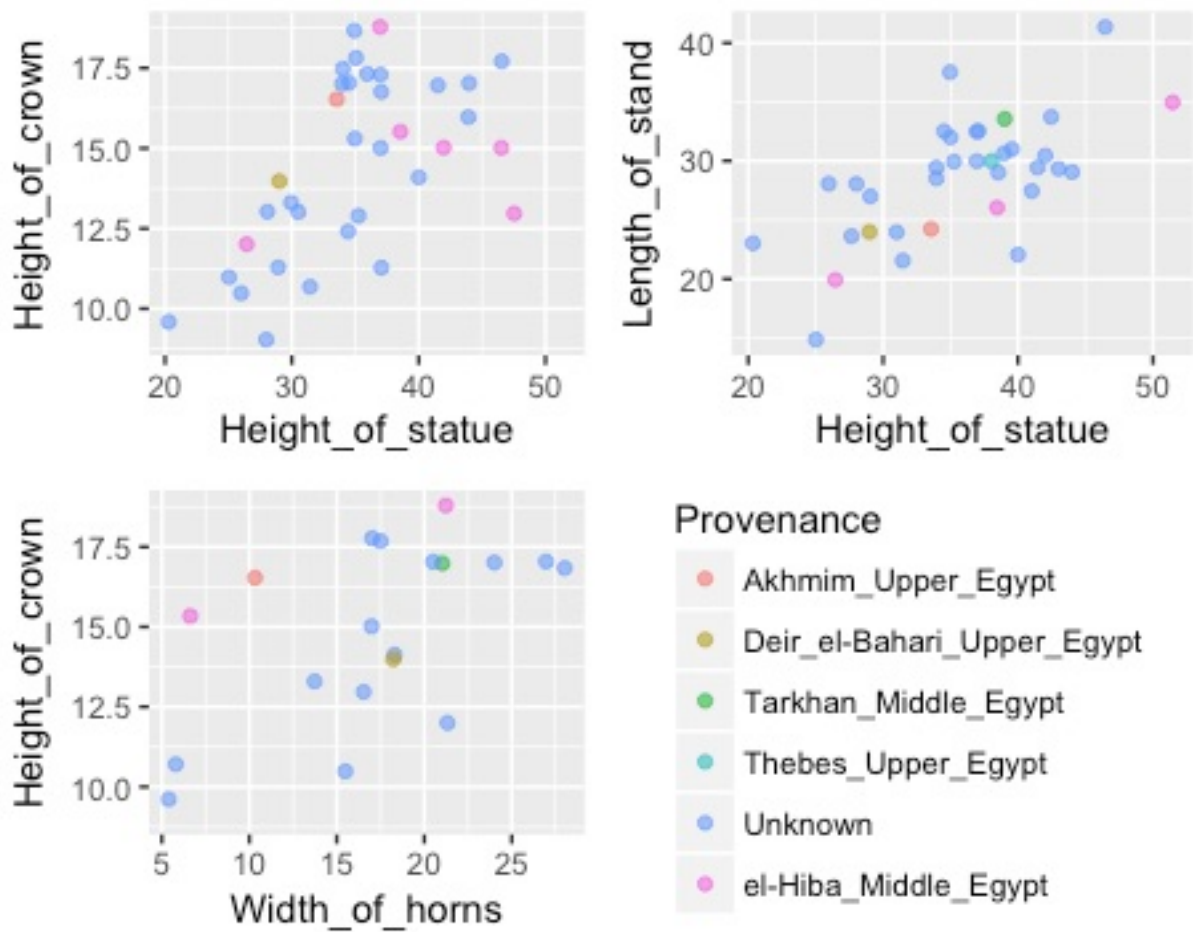 Height_of_crown
17.5
15.0
12.5
10.0
20 30 40 50
Height_of_statue
Length_of_stand
40
30
20
20 30 40 50
Height_of_statue
Height_of_crown
17.5
15.0
12.5
10.0
5 10 15 20 25
Width_of_horns
Provenance
Akhmim_Upper_Egypt
Deir_el-Bahari_Upper_Egypt
Tarkhan_Middle_Egypt
Thebes_Upper_Egypt
Unknown
el-Hiba_Middle_Egypt